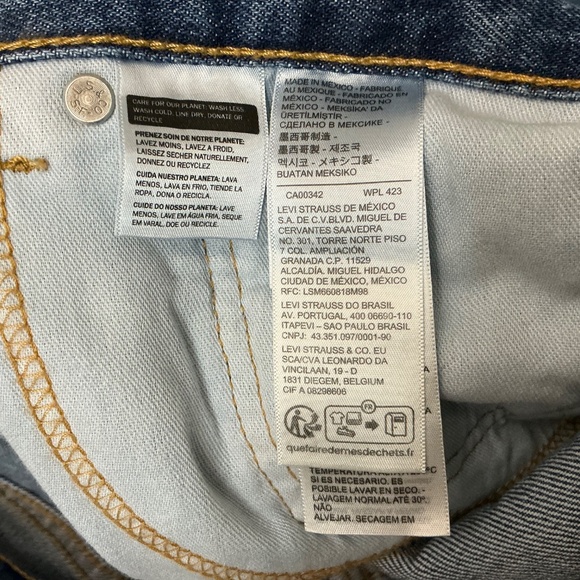 L.S.& CO.
CARE FOR OUR PLANET: WASH LESS,
WASH COLD, LINE DRY, DONATE OR
RECYCLE
PRENEZ SOIN DE NOTRE PLANETE:
LAVEZ MOINS, LAVEZ A FROID,
LAISSEZ SECHER NATURELLEMENT,
DONNEZ OU RECYCLEZ
CUIDA NUESTRO PLANETA: LAVA
MENOS, LAVA EN FRIO, TIENDE LA
ROPA, DONA O RECICLA.
CUIDE DO NOSSO PLANETA: LAVE
MENOS, LAVE EM ÁGUA FRIA, SEQUE
EM VARAL, DOE OU RECICLE.
MADE IN MEXICO - FABRIQUÉ
AU MEXIQUE - FABRICADO EN
MÉXICO - MEKSİKA' DA
ÜRETİLMİŞTİR -
СДЕЛАНО В МЕКСИКЕ -
墨西哥制造 -
墨西哥製 - 제조국
멕시코 - メキシコ製 -
BUATAN MEKSIKO
CA00342 WPL 423
LEVI STRAUSS DE MÉXICO
S.A. DE C.V.BLVD. MIGUEL DE
CERVANTES SAAVEDRA
NO. 301, TORRE NORTE PISO
7 COL. AMPLIACIÓN
GRANADA C.P. 11529
ALCALDÍA. MIGUEL HIDALGO
CIUDAD DE MÉXICO, MÉXICO
RFC: LSM660818M98
LEVI STRAUSS DO BRASIL
AV. PORTUGAL, 400 06690-110
ITAPEVI – SAO PAULO BRASIL
CNPJ: 43.351.097/0001-90
LEVI STRAUSS & CO. EU
SCA/CVA LEONARDO DA
VINCILAAN, 19 - D
1831 DIEGEM, BELGIUM
CIF A 08298606
FR
quefairedemesdechets.fr
SI ES NECESARIO. ES
POSIBLE LAVAR EN SECO. -
LAVAGEM NORMAL ATÉ 30°.
NÃO
ALVEJAR. SECAGEM EM